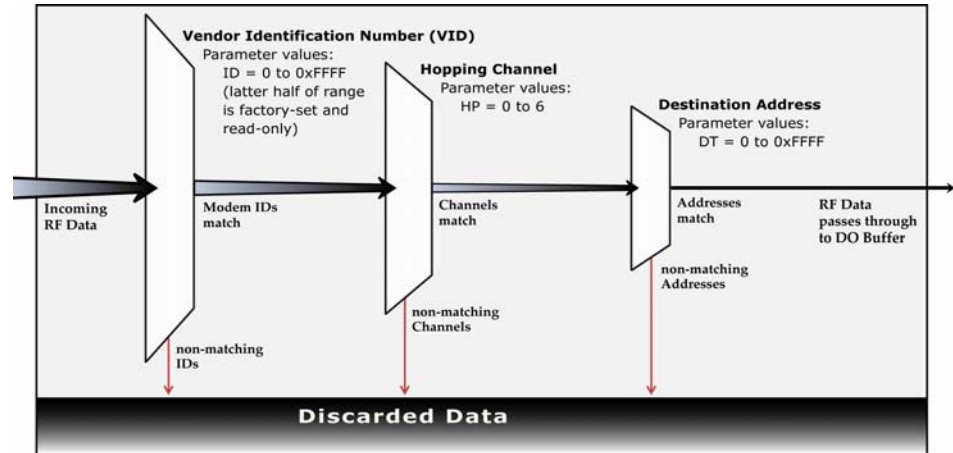 Vendor Identification Number (VID)
Parameter values:
ID = 0 to 0xFFFF
(latter half of range
is factory-set and
read-only)
Hopping Channel
Parameter values:
HP = 0 to 6
Destination Address
Parameter values:
DT = 0 to 0xFFFF
Incoming
RF Data
Modem IDs
match
Channels
match
Addresses
match
RF Data
passes through
to DO Buffer
non-matching
IDs
non-matching
Channels
non-matching
Addresses
Discarded Data